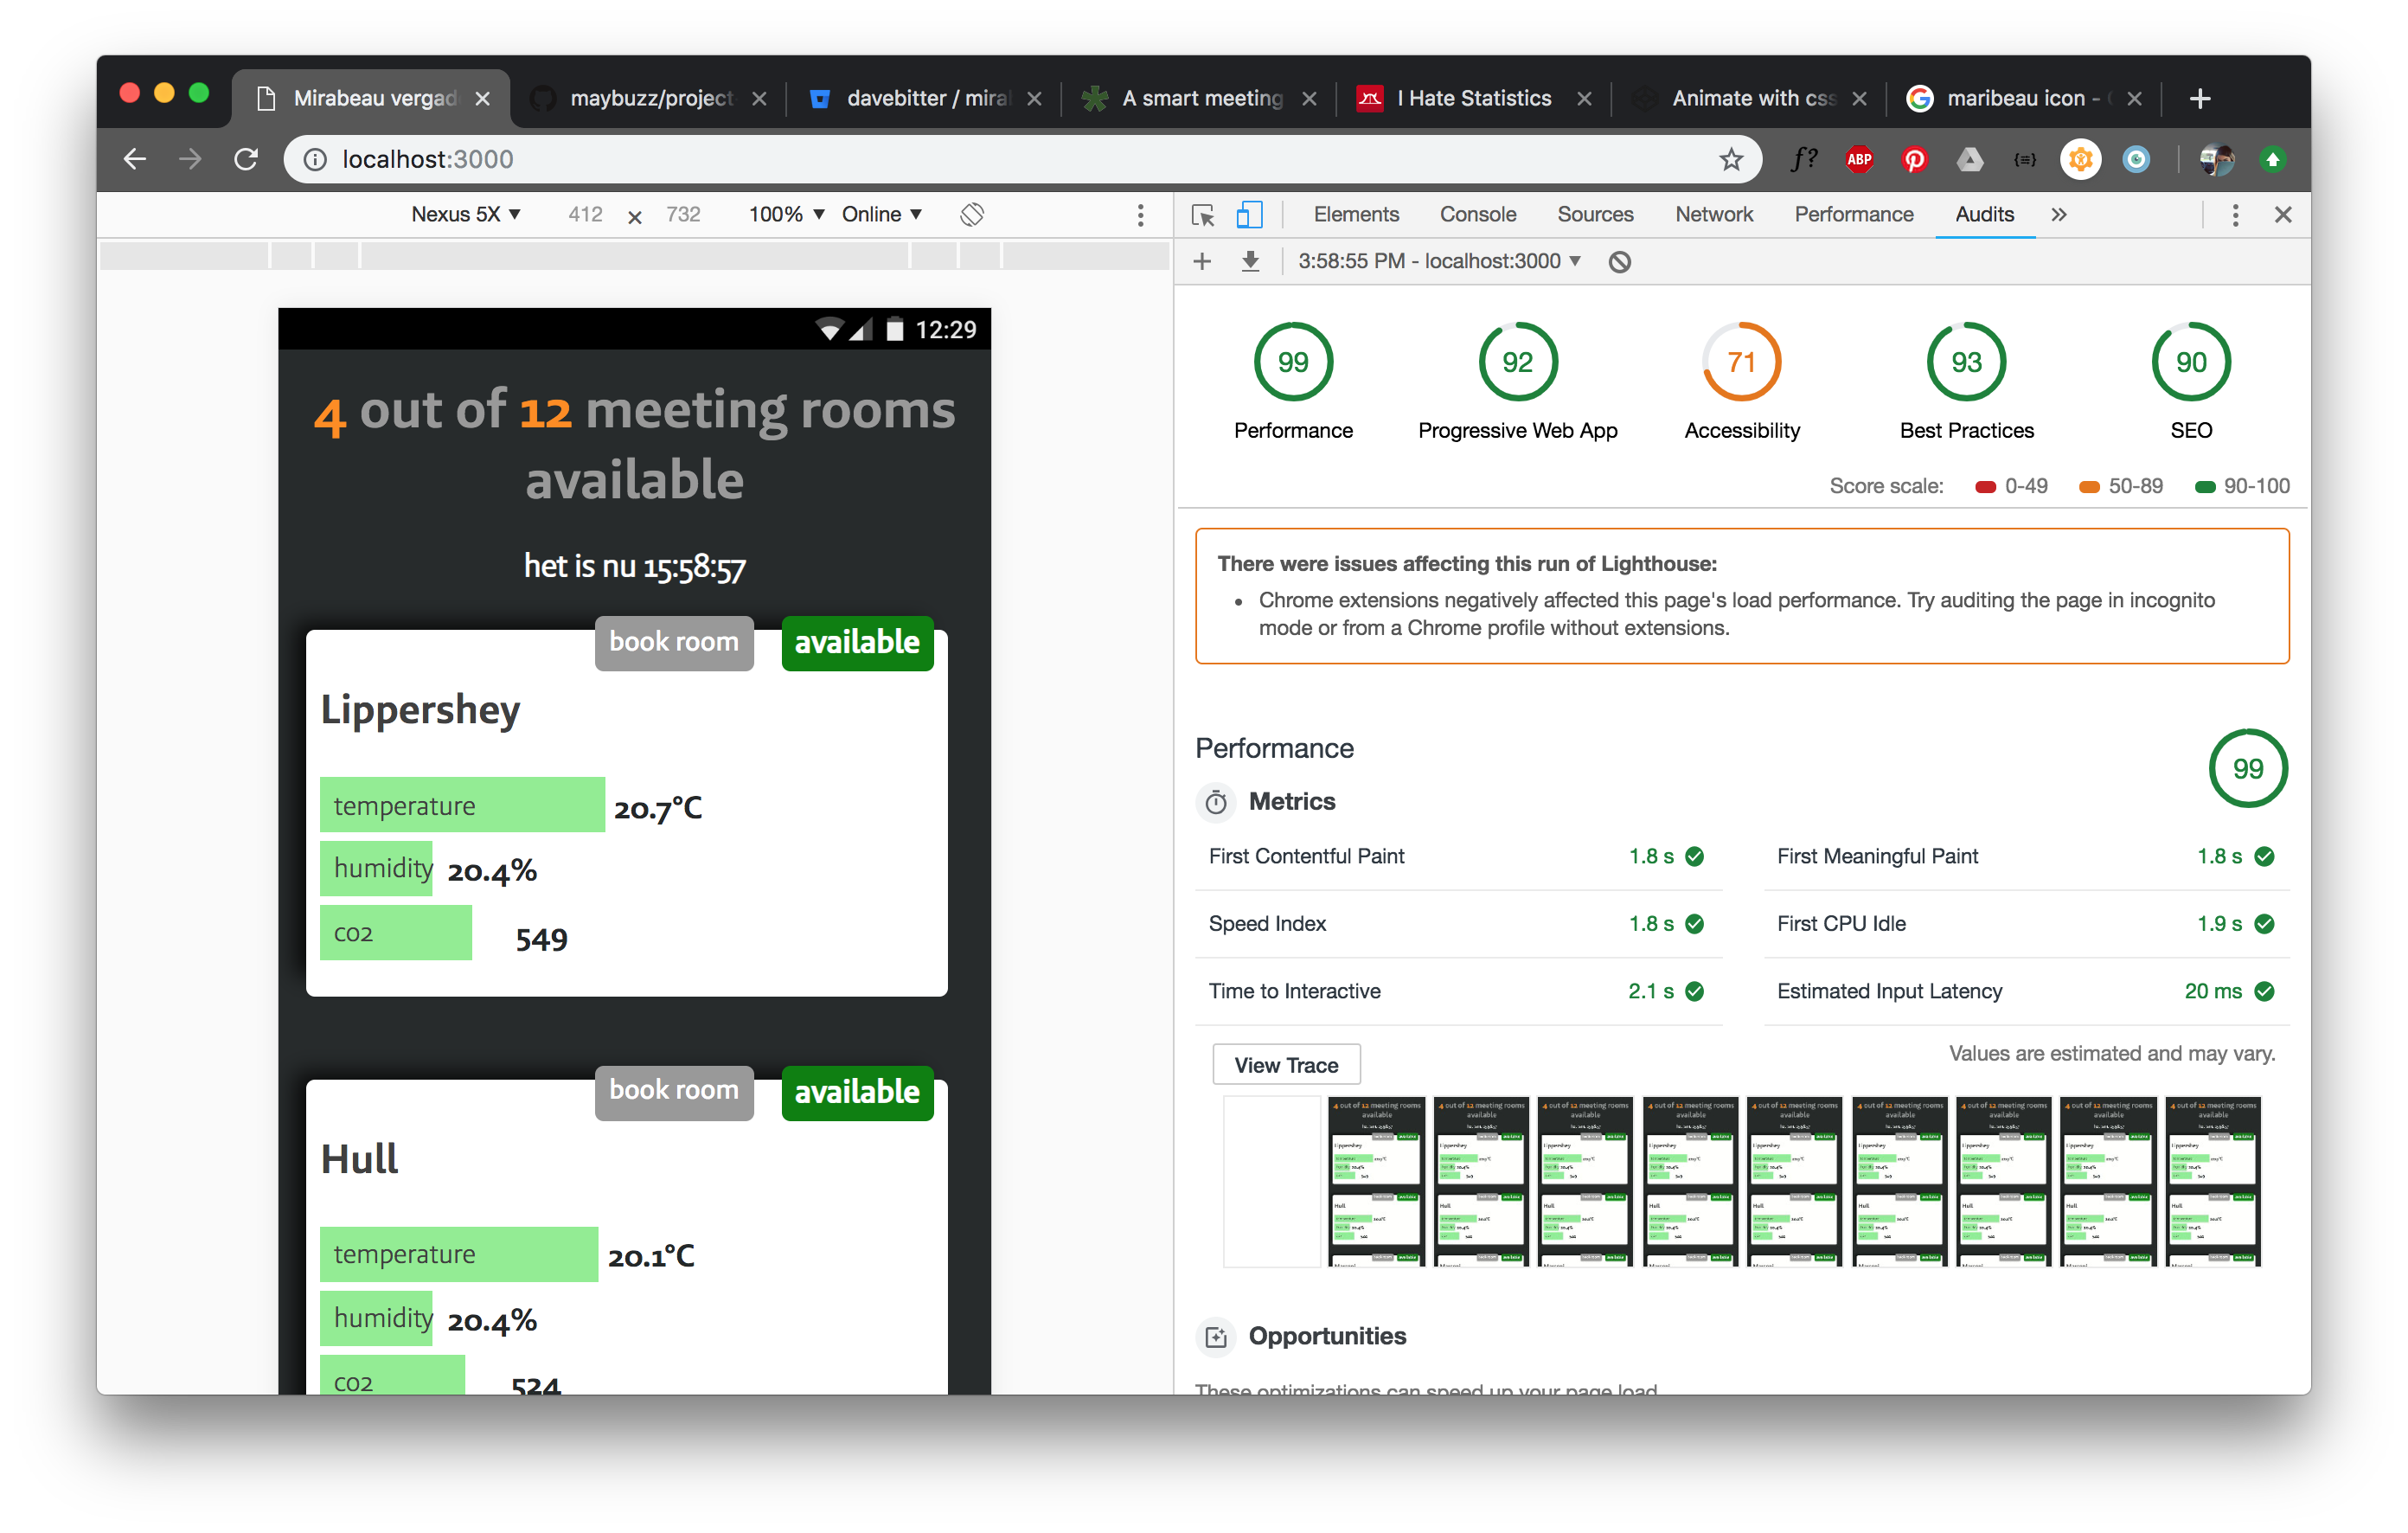 Mirabeau vergad
maybuzz/project
davebitter / miral
A smart meeting
I Hate Statistics
Animate with css
maribeau icon -
localhost:3000
f?
ABP
Nexus 5X
412 × 732
100%
Online
Elements
Console
Sources
Network
Performance
Audits
3:58:55 PM - localhost:3000
12:29
4 out of 12 meeting rooms
available
het is nu 15:58:57
book room
available
Lippershey
temperature 20.7°C
humidity 20.4%
co2 549
book room
available
Hull
temperature 20.1°C
humidity 20.4%
co2 524
99
Performance
92
Progressive Web App
71
Accessibility
93
Best Practices
90
SEO
Score scale: 0-49 50-89 90-100
There were issues affecting this run of Lighthouse:
Chrome extensions negatively affected this page's load performance. Try auditing the page in incognito
mode or from a Chrome profile without extensions.
Performance
99
Metrics
First Contentful Paint 1.8 s
First Meaningful Paint 1.8 s
Speed Index 1.8 s
First CPU Idle 1.9 s
Time to Interactive 2.1 s
Estimated Input Latency 20 ms
View Trace
Values are estimated and may vary.
Opportunities
These optimizations can speed up your page load.